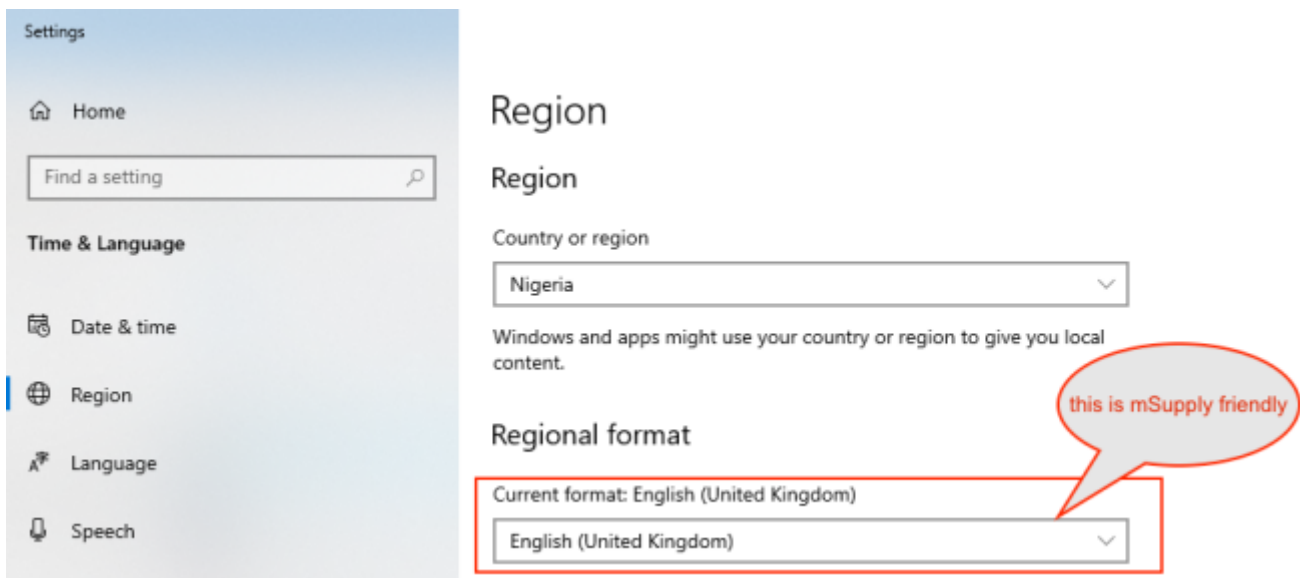 Settings
Home
Find a setting
Time & Language
Date & time
Region
Language
Speech
Region
Region
Country or region
Nigeria
Windows and apps might use your country or region to give you local
content.
this is mSupply friendly
Regional format
Current format: English (United Kingdom)
English (United Kingdom)